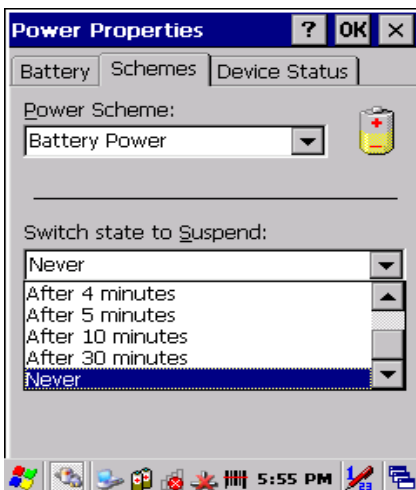 Power Properties ? OK ×
Battery Schemes Device Status
Power Scheme:
Battery Power
Switch state to Suspend:
Never
After 4 minutes
After 5 minutes
After 10 minutes
After 30 minutes
Never
5:55 PM